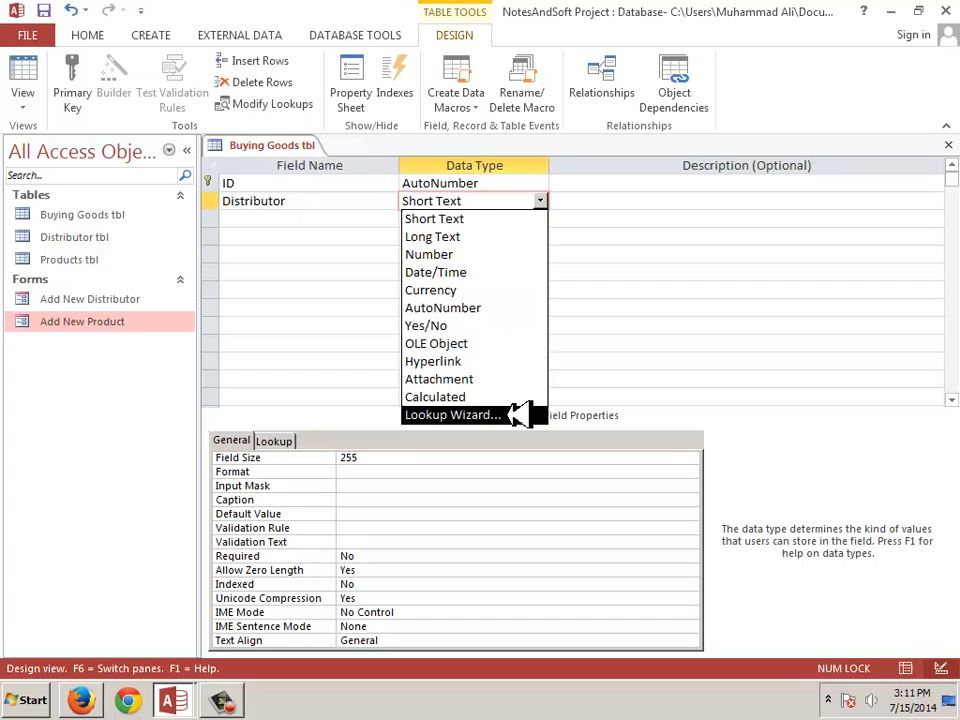 TABLE TOOLS
NotesAndSoft Project : Database- C:\Users\Muhammad Ali\Docu...
FILE
HOME
CREATE
EXTERNAL DATA
DATABASE TOOLS
DESIGN
Sign in
View
Primary Key
Builder
Test Validation Rules
Insert Rows
Delete Rows
Modify Lookups
Property Sheet
Indexes
Create Data Macros
Rename/ Delete Macro
Relationships
Object Dependencies
Views
Tools
Show/Hide
Field, Record & Table Events
Relationships
All Access Obje...
Search...
Tables
Buying Goods tbl
Distributor tbl
Products tbl
Forms
Add New Distributor
Add New Product
Buying Goods tbl
Field Name
Data Type
Description (Optional)
ID
AutoNumber
Distributor
Short Text
Short Text
Long Text
Number
Date/Time
Currency
AutoNumber
Yes/No
OLE Object
Hyperlink
Attachment
Calculated
Lookup Wizard...
ield Properties
General
Lookup
Field Size 255
Format
Input Mask
Caption
Default Value
Validation Rule
Validation Text
Required No
Allow Zero Length Yes
Indexed No
Unicode Compression Yes
IME Mode No Control
IME Sentence Mode None
Text Align General
The data type determines the kind of values
that users can store in the field. Press F1 for
help on data types.
Design view. F6 = Switch panes. F1 = Help.
NUM LOCK
Start
3:11 PM
7/15/2014